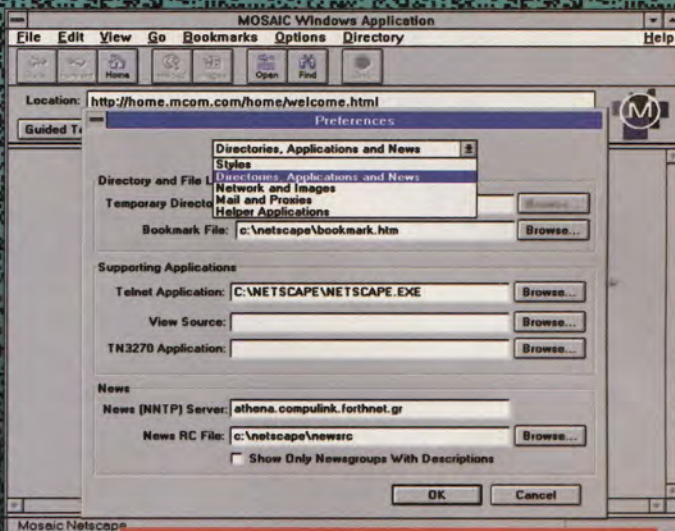 MOSAIC Windows Application
File Edit View Go Bookmarks Options Directory Help
Home Open Find
Location: http://home.mcom.com/home/welcome.html
M
Guided
Preferences
Directories, Applications and News
Styles
Directories, Applications and News
Network and Images
Mail and Proxies
Helper Applications
Directory and File
Temporary
Browse...
Bookmark File: c:\netscape\bookmark.htm Browse...
Supporting Applications
Telnet Application: C:\NETSCAPE\NETSCAPE.EXE Browse...
View Source: Browse...
TN3270 Application: Browse...
News
News (NNTP) Server: athena.compulink.forthnet.gr
News RC File: c:\netscape\newsrc Browse...
Show Only Newsgroups With Descriptions
OK Cancel
Mosaic Netscape